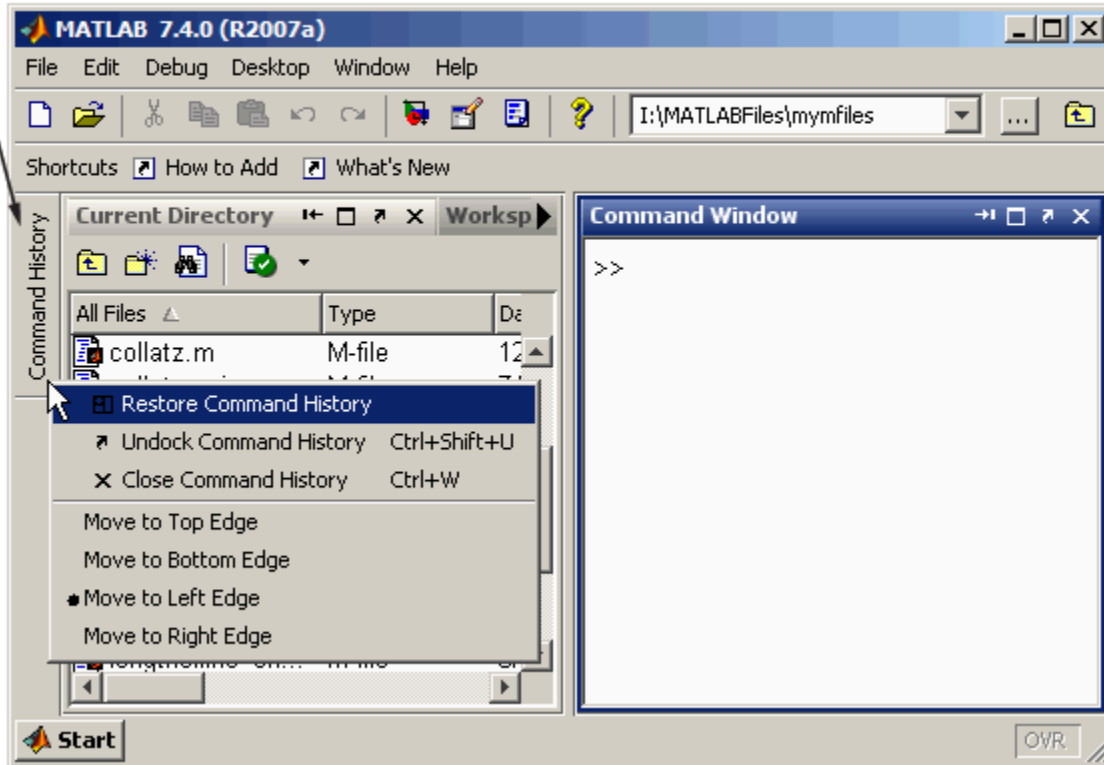 MATLAB 7.4.0 (R2007a)
File Edit Debug Desktop Window Help
I:\MATLABFiles\mymfiles ...
Shortcuts How to Add What's New
Command History
Current Directory Worksp
All Files Type Da
collatz.m M-file 12
Restore Command History
Undock Command History Ctrl+Shift+U
Close Command History Ctrl+W
Move to Top Edge
Move to Bottom Edge
Move to Left Edge
Move to Right Edge
Command Window
>>
Start
OVR